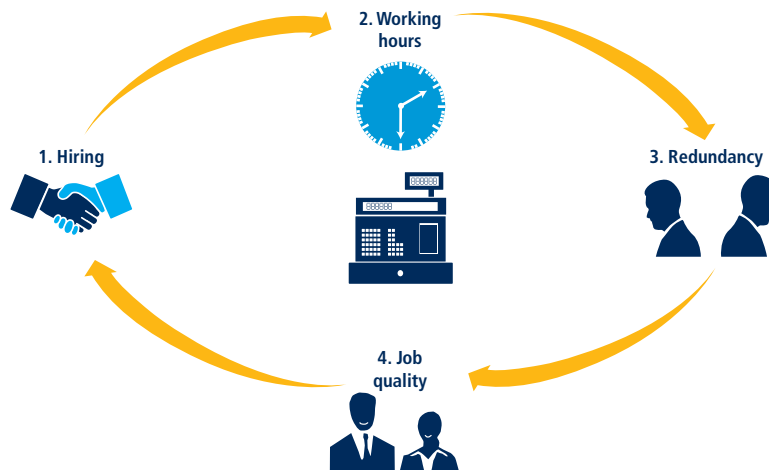 2. Working
hours
1. Hiring
3. Redundancy
4. Job
quality